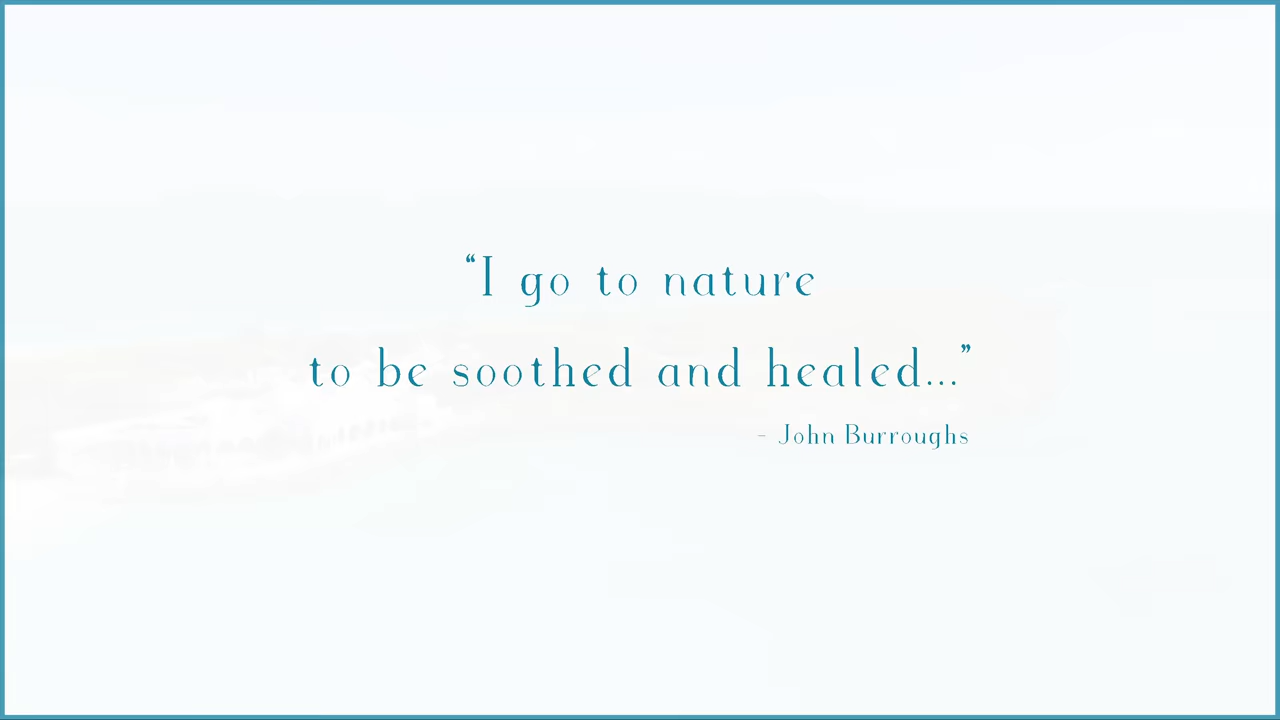 “I go to nature
to be soothed and healed...”
- John Burroughs